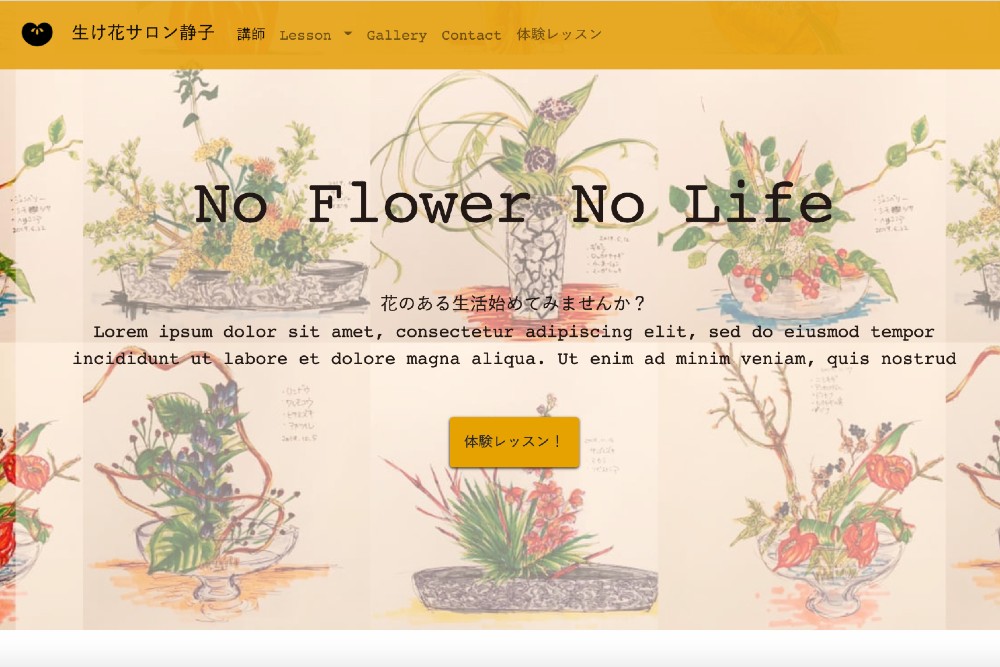 生け花サロン静子 講師 Lesson Gallery Contact 体験レッスン
No Flower No Life
花のある生活始めてみませんか？
Lorem ipsum dolor sit amet, consectetur adipiscing elit, sed do eiusmod tempor
incididunt ut labore et dolore magna aliqua. Ut enim ad minim veniam, quis nostrud
体験レッスン！